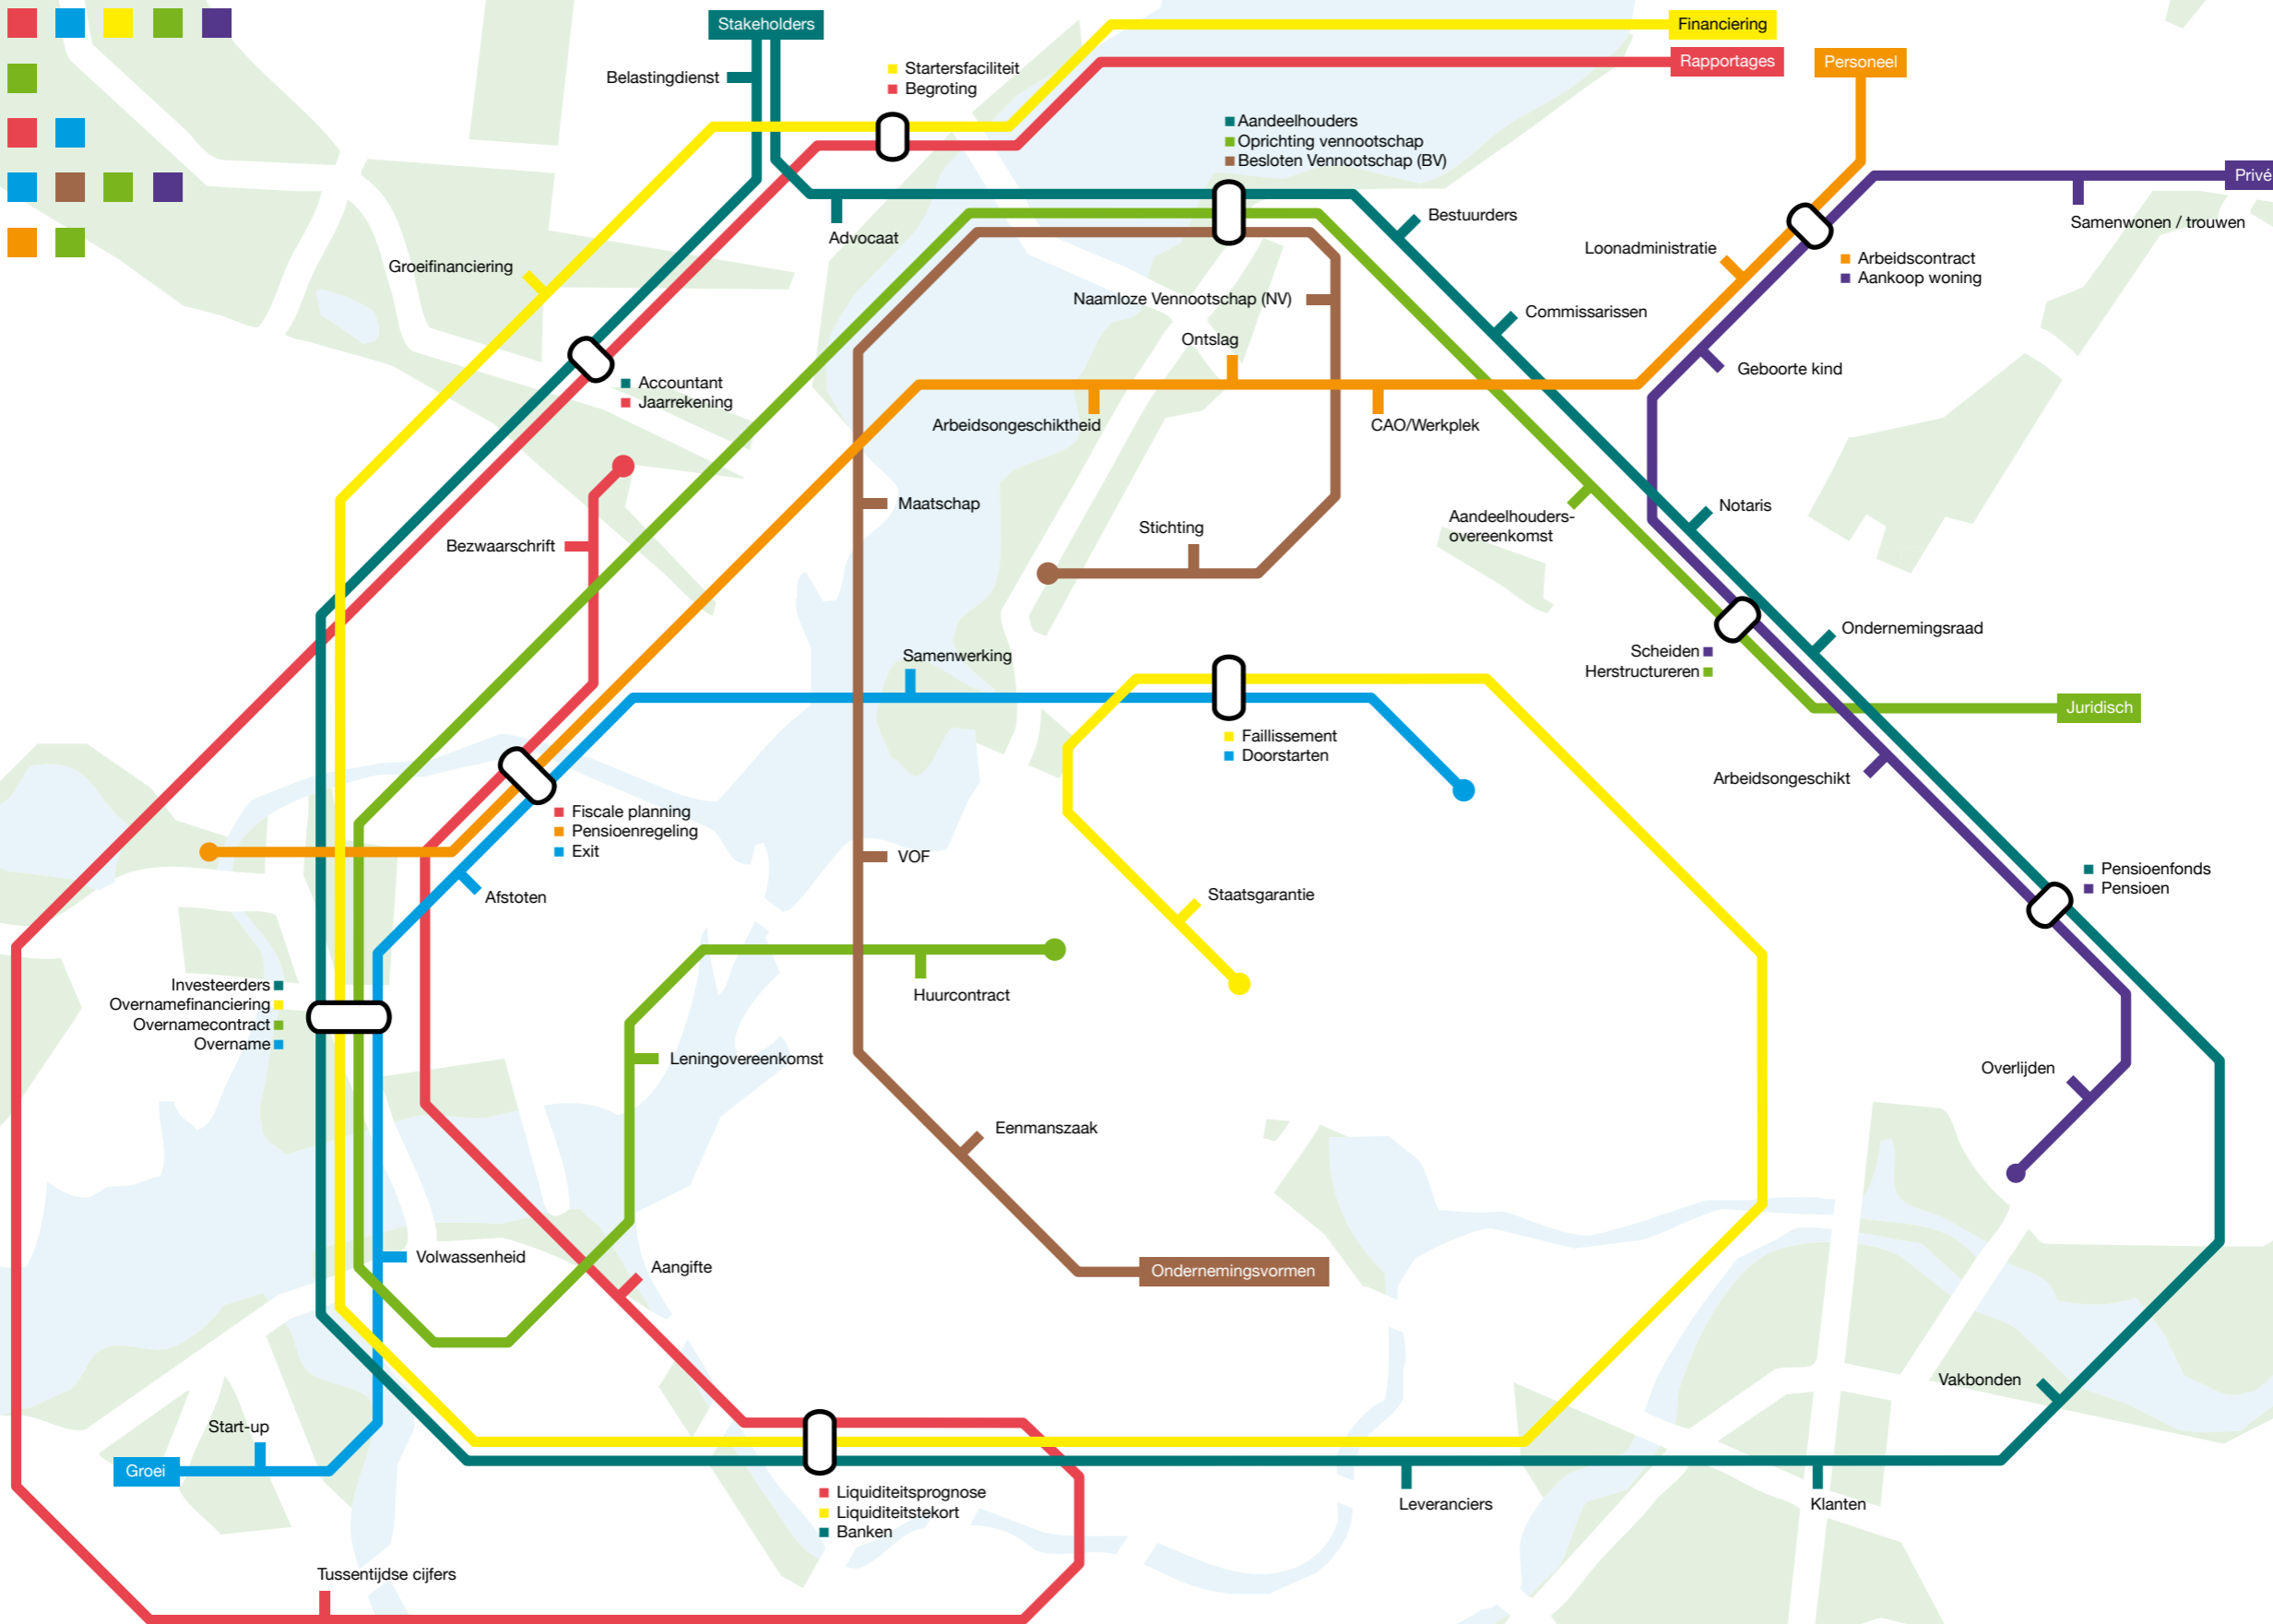 Stakeholders
Financiering
Rapportages
Personeel
Belastingdienst
Startersfaciliteit
Begroting
Aandeelhouders
Oprichting vennootschap
Besloten Vennootschap (BV)
Privé
Samenwonen / trouwen
Advocaat
Bestuurders
Loonadministratie
Arbeidscontract
Aankoop woning
Groeifinanciering
Naamloze Vennootschap (NV)
Commissarissen
Ontslag
Geboorte kind
Accountant
Jaarrekening
Arbeidsongeschiktheid
CAO/Werkplek
Maatschap
Notaris
Aandeelhouders-
overeenkomst
Stichting
Bezwaarschrift
Ondernemingsraad
Scheiden
Herstructureren
Samenwerking
Juridisch
Faillissement
Doorstarten
Arbeidsongeschikt
Fiscale planning
Pensioenregeling
Exit
VOF
Pensioenfonds
Pensioen
Afstoten
Staatsgarantie
Investeerders
Overnamefinanciering
Overnamecontract
Overname
Huurcontract
Leningovereenkomst
Overlijden
Eenmanszaak
Volwassenheid
Aangifte
Ondernemingsvormen
Vakbonden
Start-up
Groei
Liquiditeitsprognose
Liquiditeitstekort
Banken
Leveranciers
Klanten
Tussentijdse cijfers